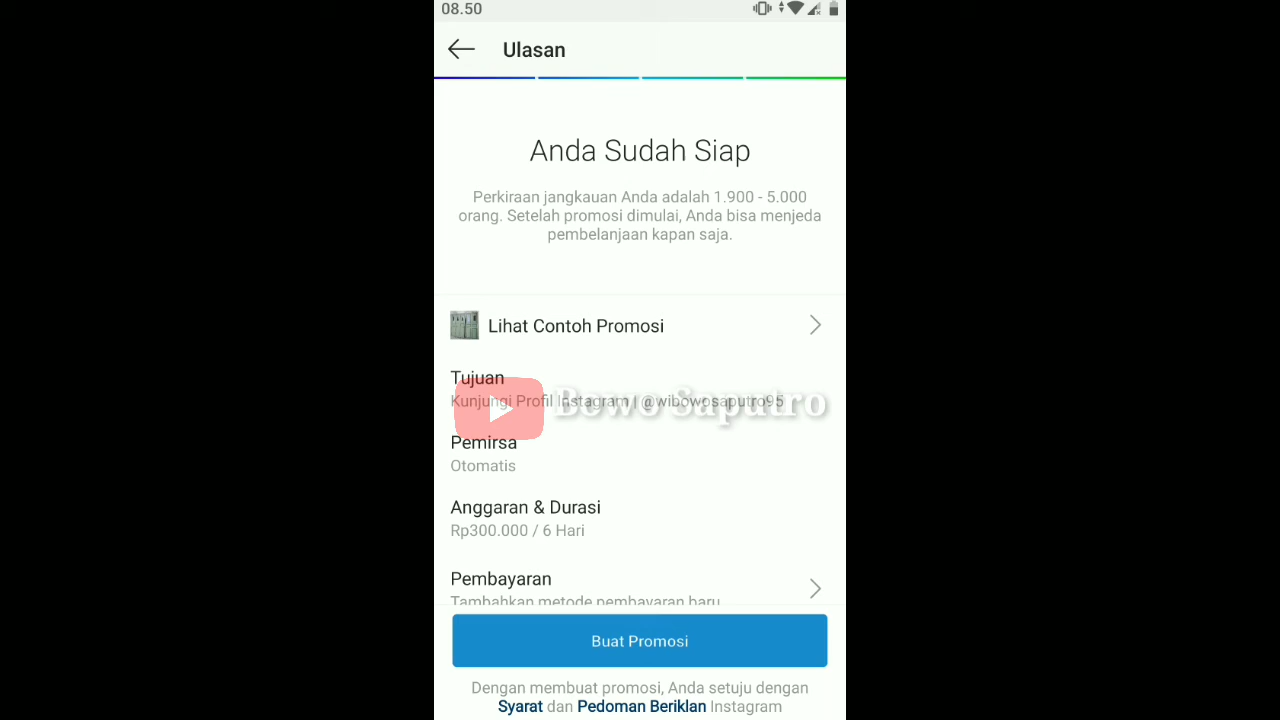 08.50
Ulasan
Anda Sudah Siap
Perkiraan jangkauan Anda adalah 1.900 - 5.000
orang. Setelah promosi dimulai, Anda bisa menjeda
pembelanjaan kapan saja.
Lihat Contoh Promosi
Tujuan
Kunjungi Profil Instagram | @wibowosaputro95
Bowo Saputro
Pemirsa
Otomatis
Anggaran & Durasi
Rp300.000 / 6 Hari
Pembayaran
Tambahkan metode pembayaran baru
Buat Promosi
Dengan membuat promosi, Anda setuju dengan
Syarat dan Pedoman Beriklan Instagram